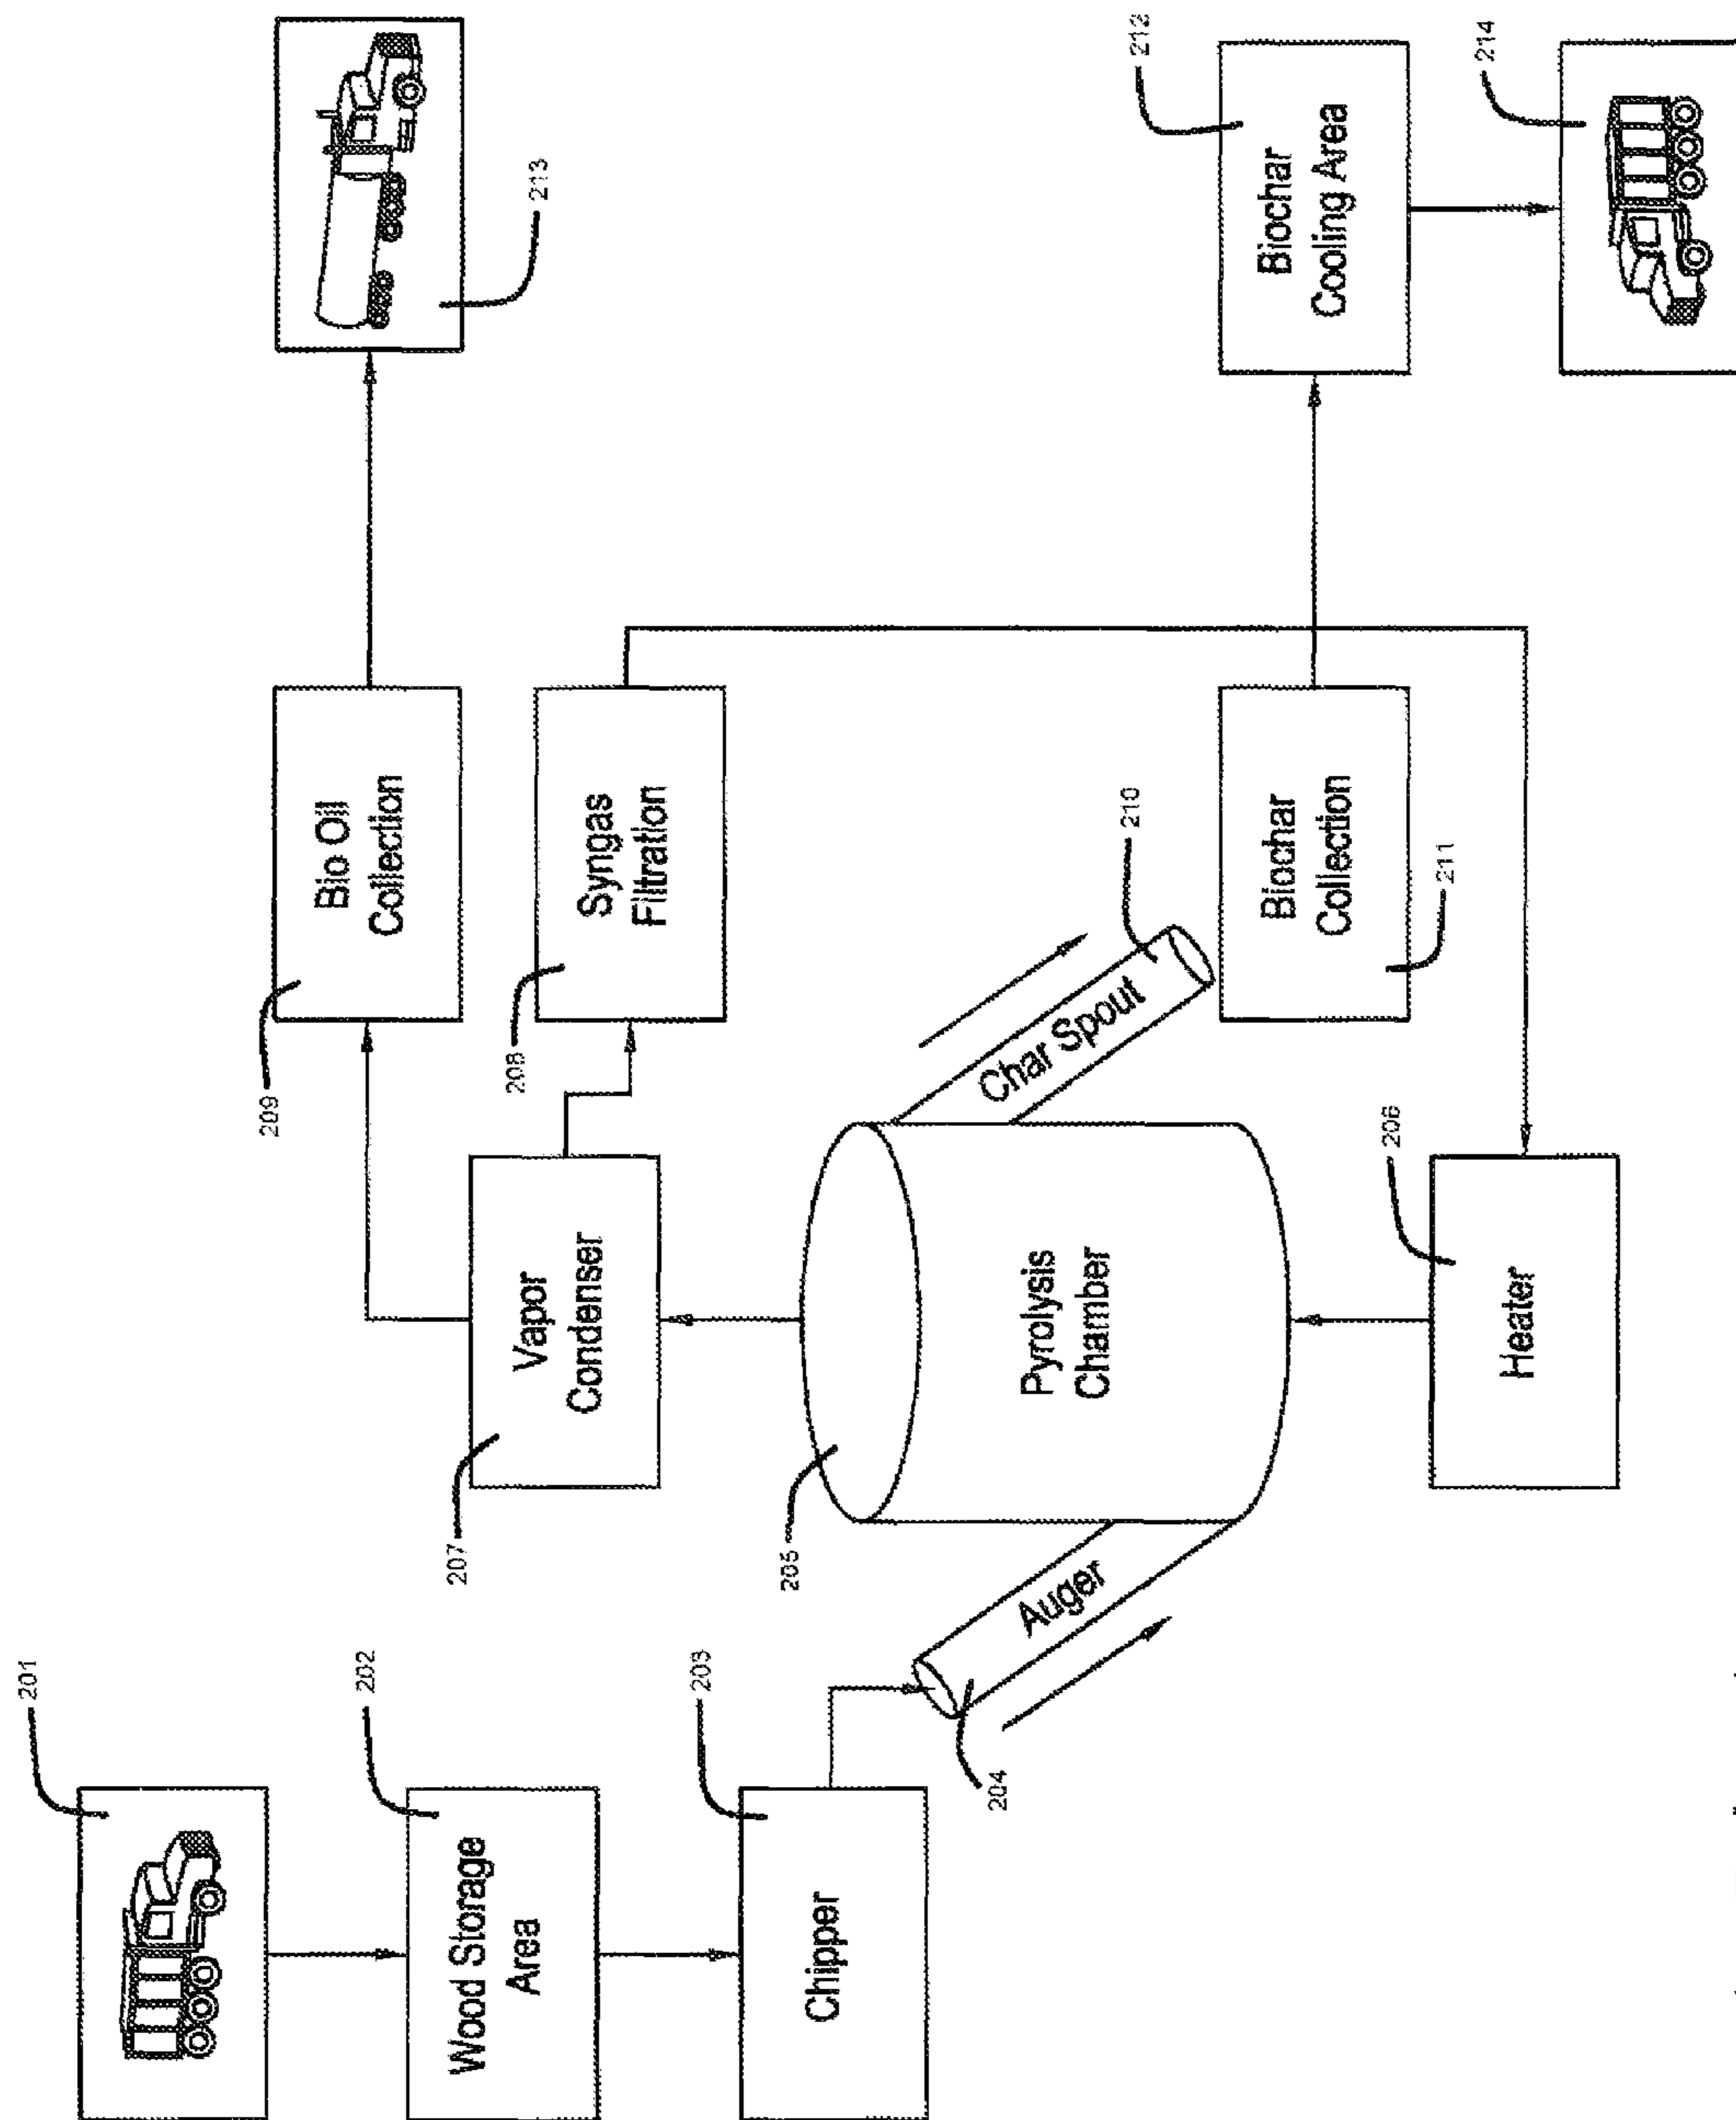 201
202
Wood Storage
Area
203
Chipper
204
Auger
205
Pyrolysis
Chamber
206
Heater
207
Vapor
Condenser
208
Syngas
Filtration
209
Bio Oil
Collection
210
Char Spout
211
Biochar
Collection
212
Biochar
Cooling Area
213
214